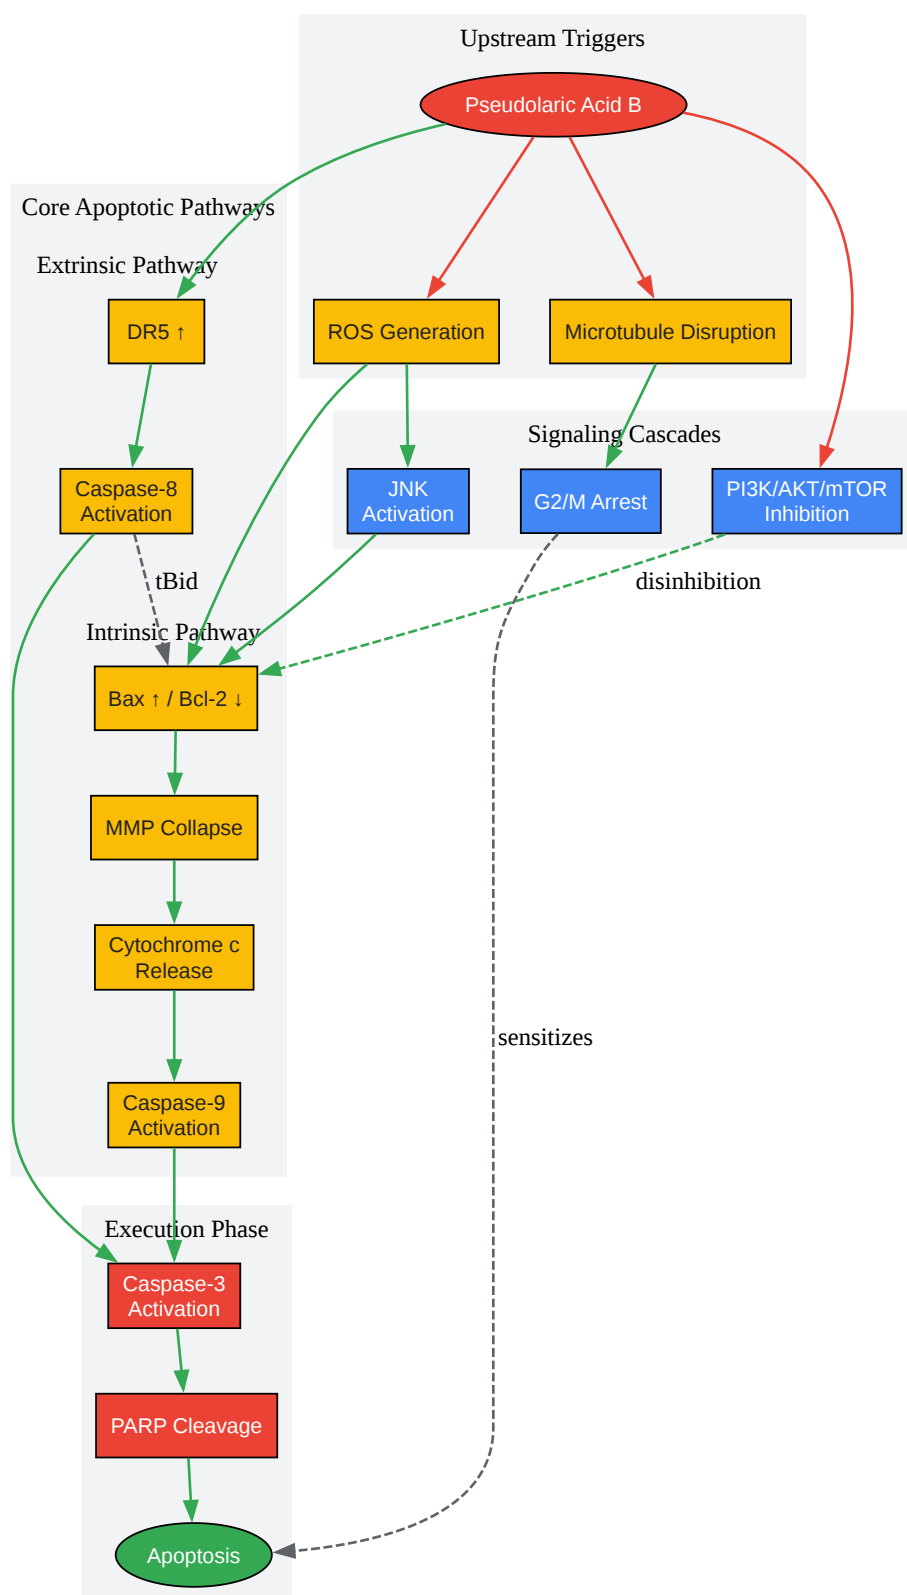 Upstream Triggers
Pseudolaric Acid B
Core Apoptotic Pathways
Extrinsic Pathway
DR5 ↑
ROS Generation
Microtubule Disruption
Signaling Cascades
Caspase-8
Activation
JNK
Activation
G2/M Arrest
PI3K/AKT/mTOR
Inhibition
tBid
disinhibition
Intrinsic Pathway
Bax ↑ / Bcl-2 ↓
MMP Collapse
Cytochrome c
Release
sensitizes
Caspase-9
Activation
Execution Phase
Caspase-3
Activation
PARP Cleavage
Apoptosis